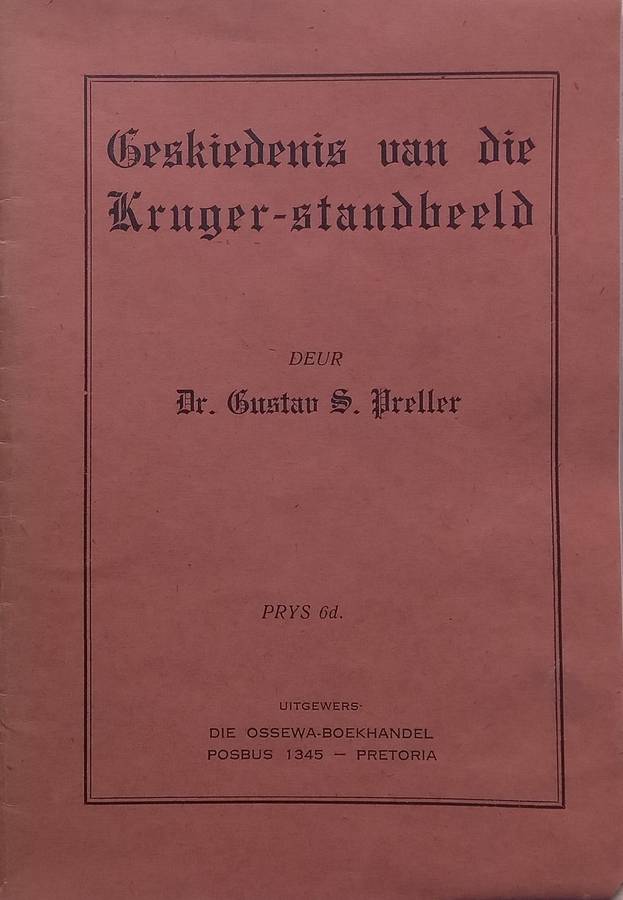 Geskiedenis van die
Kruger-standbeeld
DEUR
Dr. Gustav S. Preller
PRYS 6d.
UITGEWERS:
DIE OSSEWA-BOEKHANDEL
POSBUS 1345 — PRETORIA